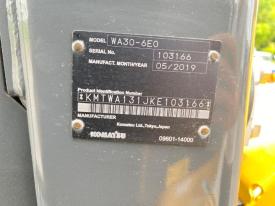 MODEL WA30-6E0
SERIAL No. 103166
MANUFACT. MONTH/YEAR 05/2019
Product Identification Number
*KMTWA131JKE103166*
MANUFACTURER
Komatsu Ltd., Tokyo, Japan
KOMATSU
09601-14000